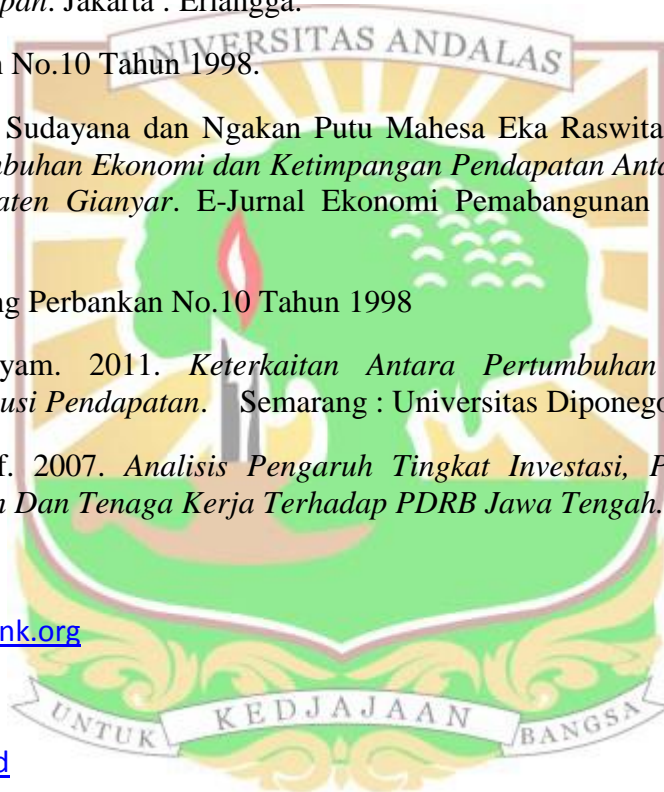 pan. Jakarta : Erlangga.
UNIVERSITAS ANDALAS
n No.10 Tahun 1998.
Sudayana dan Ngakan Putu Mahesa Eka Raswita
nbuhan Ekonomi dan Ketimpangan Pendapatan Anta
aten Gianyar. E-Jurnal Ekonomi Pemabangunan
ng Perbankan No.10 Tahun 1998
yam. 2011. Keterkaitan Antara Pertumbuhan
usi Pendapatan. Semarang : Universitas Diponego
f. 2007. Analisis Pengaruh Tingkat Investasi, P
n Dan Tenaga Kerja Terhadap PDRB Jawa Tengah.
nk.org
UNTUK KEDJAJAAN BANGSA
d